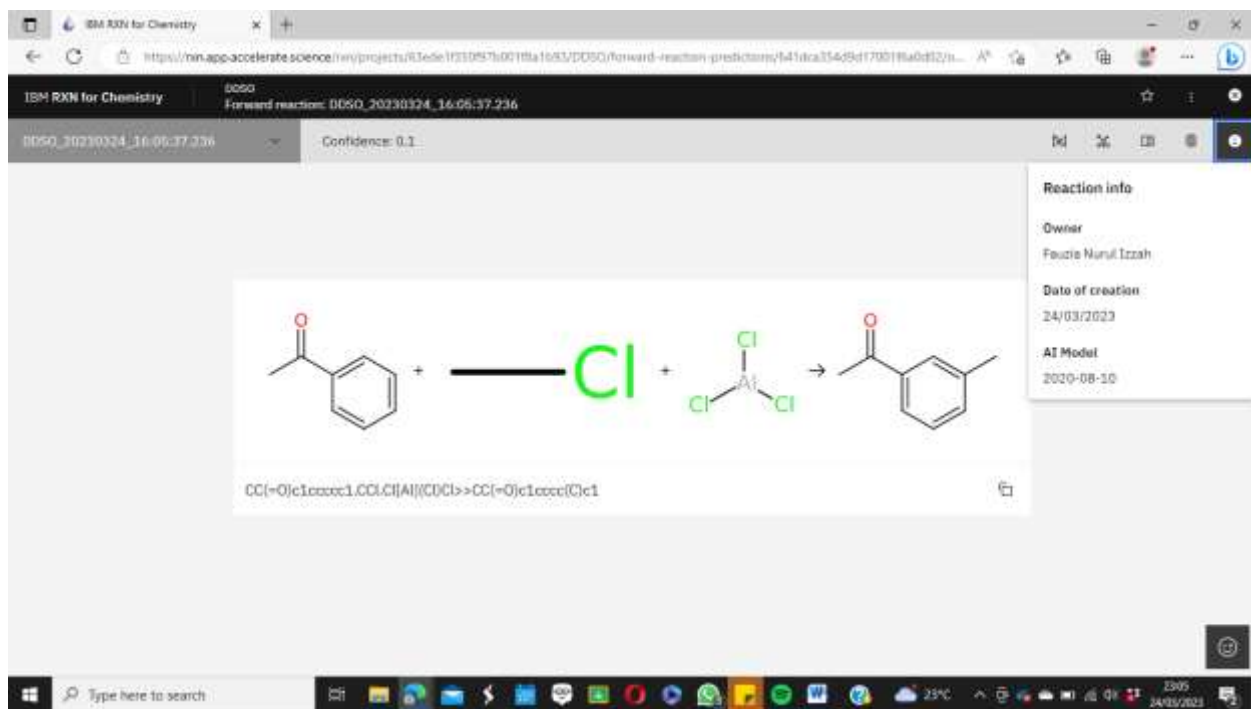 IBM RXN for Chemistry
IBM RXN for Chemistry
DDSO
Forward reaction: DDSO_20230324_16:05:37.236
DDSO_20230324_16:05:37.236
Confidence: 0.1
Reaction info
Owner
Fauzia Nurul Izzah
Date of creation
24/03/2023
AI Model
2020-08-10
O
+
Cl
+
Cl
Al
Cl
Cl
→
O
CC(=O)c1ccccc1.CCl.Cl[Al](Cl)Cl>>CC(=O)c1cccc(C)c1
Type here to search
23°C
23:05
24/03/2023